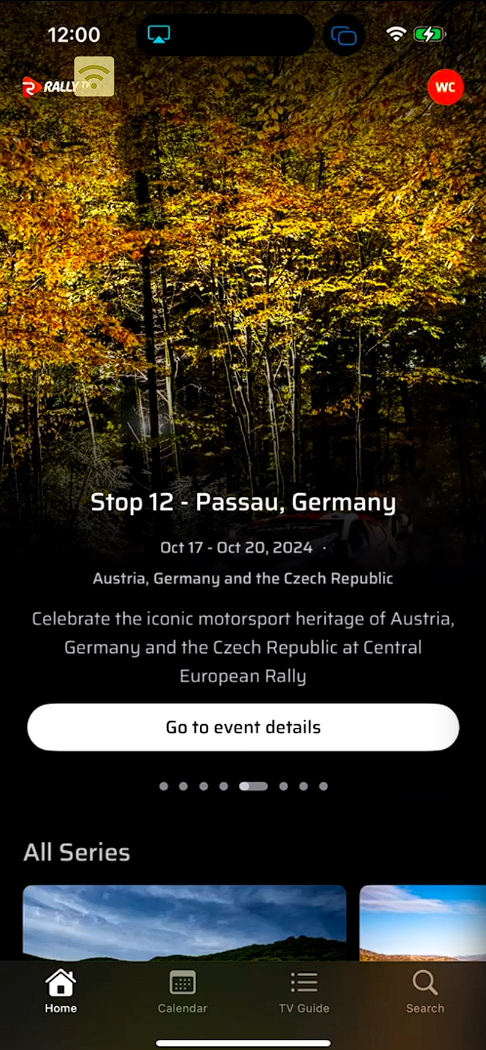 12:00
RALLY TV
WC
Stop 12 - Passau, Germany
Oct 17 - Oct 20, 2024 ·
Austria, Germany and the Czech Republic
Celebrate the iconic motorsport heritage of Austria,
Germany and the Czech Republic at Central
European Rally
Go to event details
All Series
Home
Calendar
TV Guide
Search